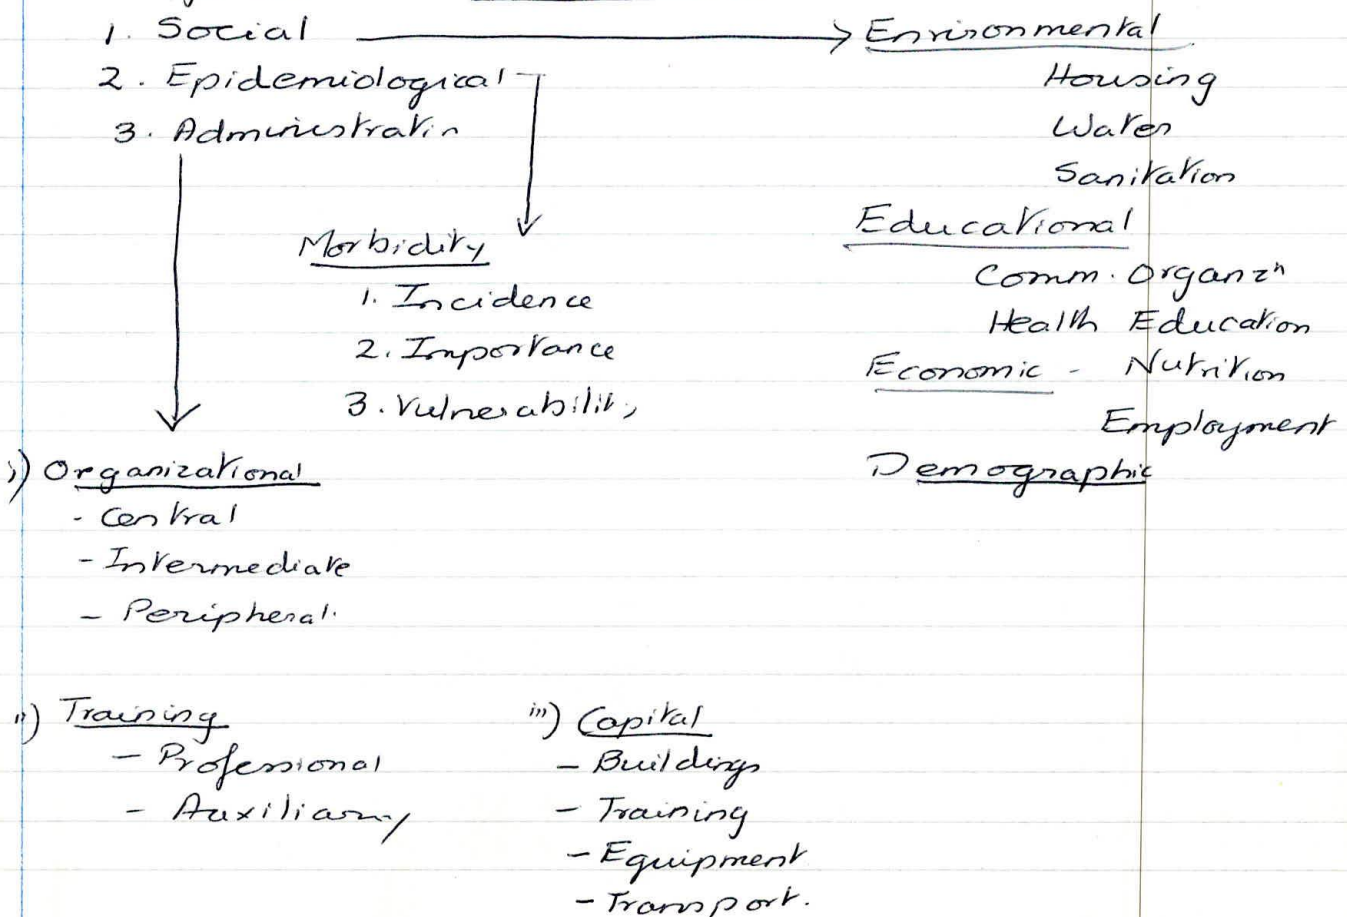 1. Social → Environmental
2. Epidemiological
Housing
3. Administratin
Water
Sanitation
Educational
Morbidity
Comm. Organzn
1. Incidence
Health Education
2. Importance
Economic - Nutrition
3. Vulnerability
Employment
i) Organizational
Demographic
- Central
- Intermediate
- Peripheral.
ii) Training
iii) Capital
- Professional
- Buildings
- Auxiliary
- Training
- Equipment
- Transport.